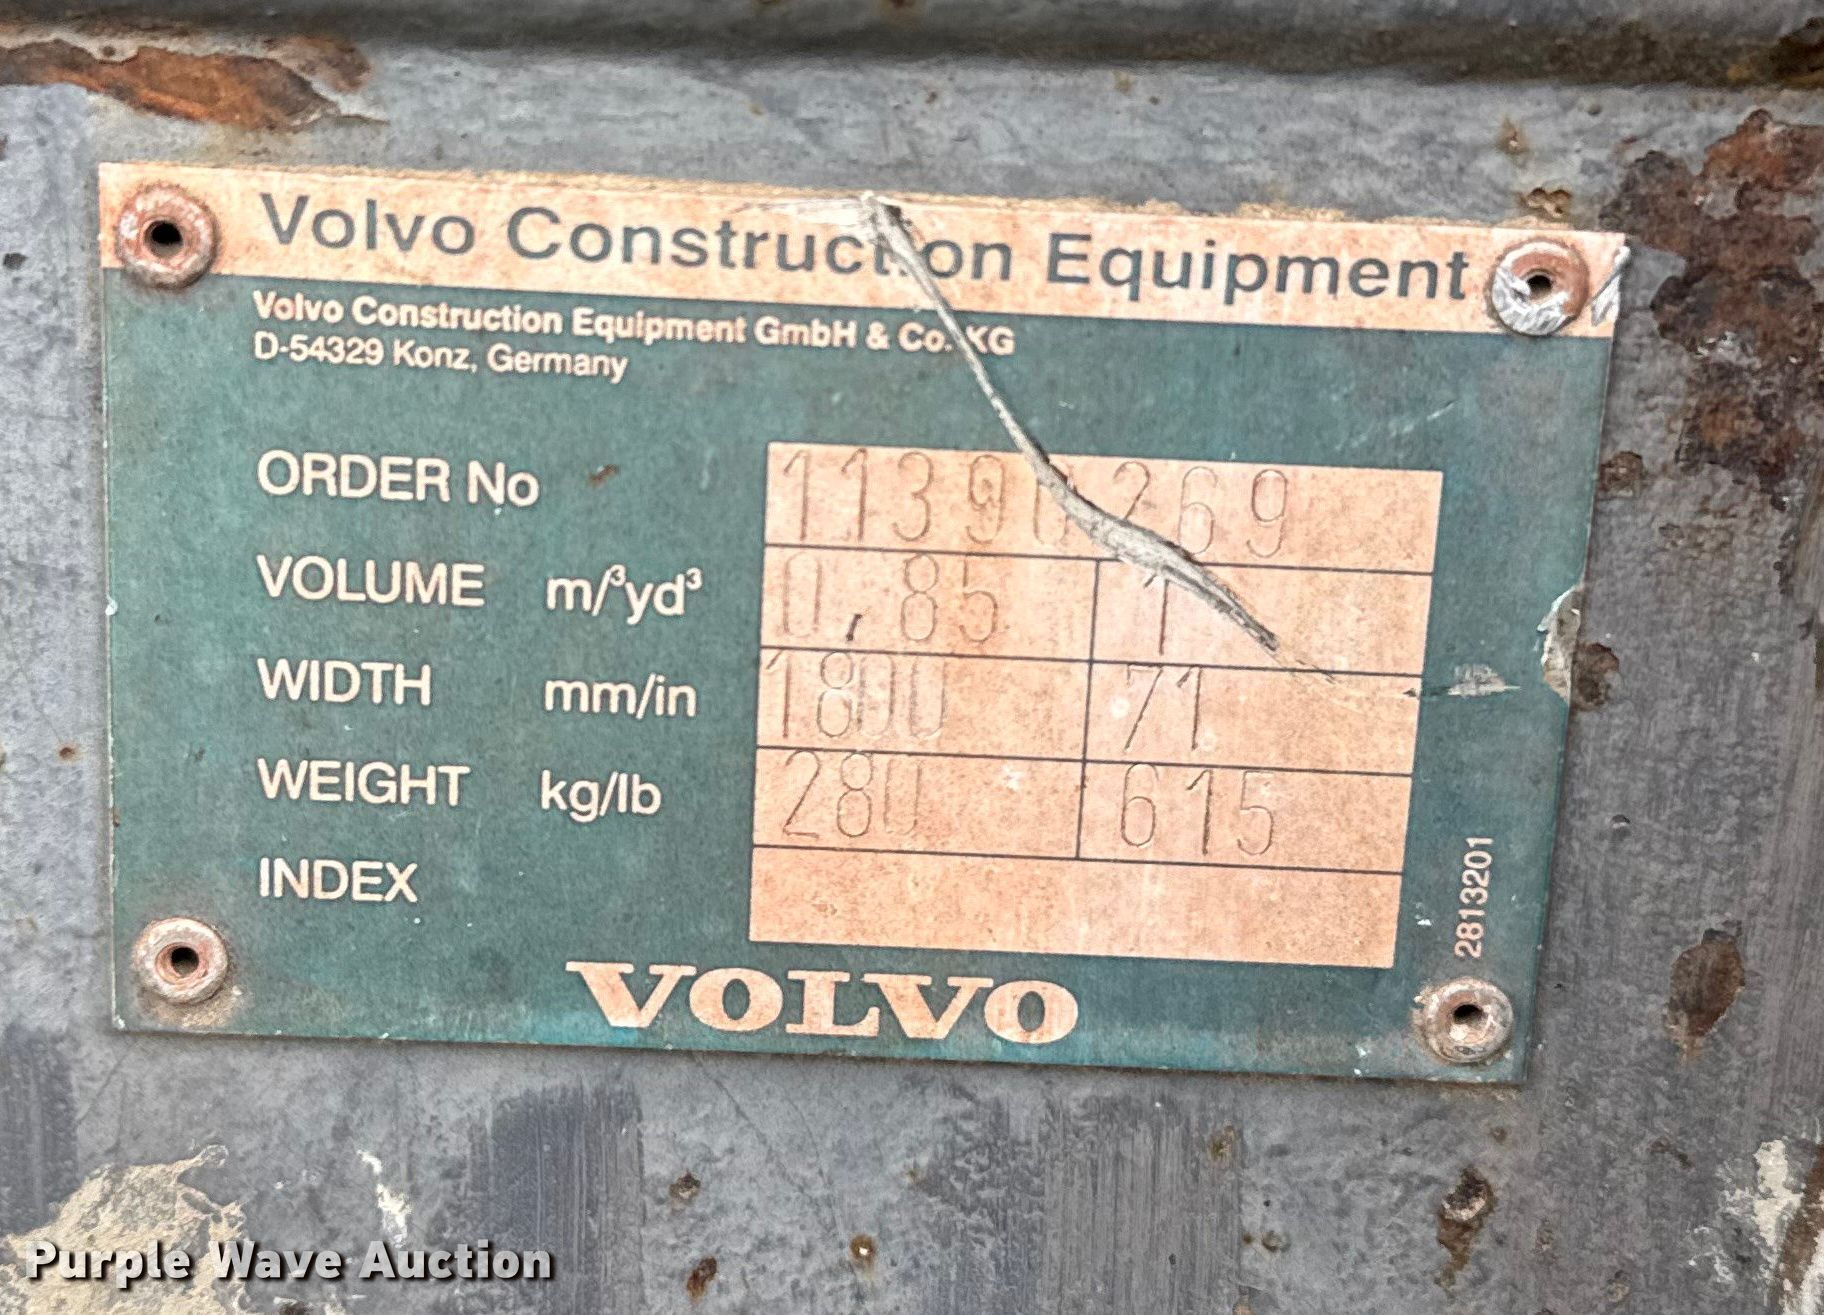 Volvo Construction Equipment
Volvo Construction Equipment GmbH & Co. KG
D-54329 Konz, Germany
ORDER No 11390269
VOLUME m/³yd³ 0,85 1
WIDTH mm/in 1800 71
WEIGHT kg/lb 280 615
INDEX
2813201
VOLVO
Purple Wave Auction